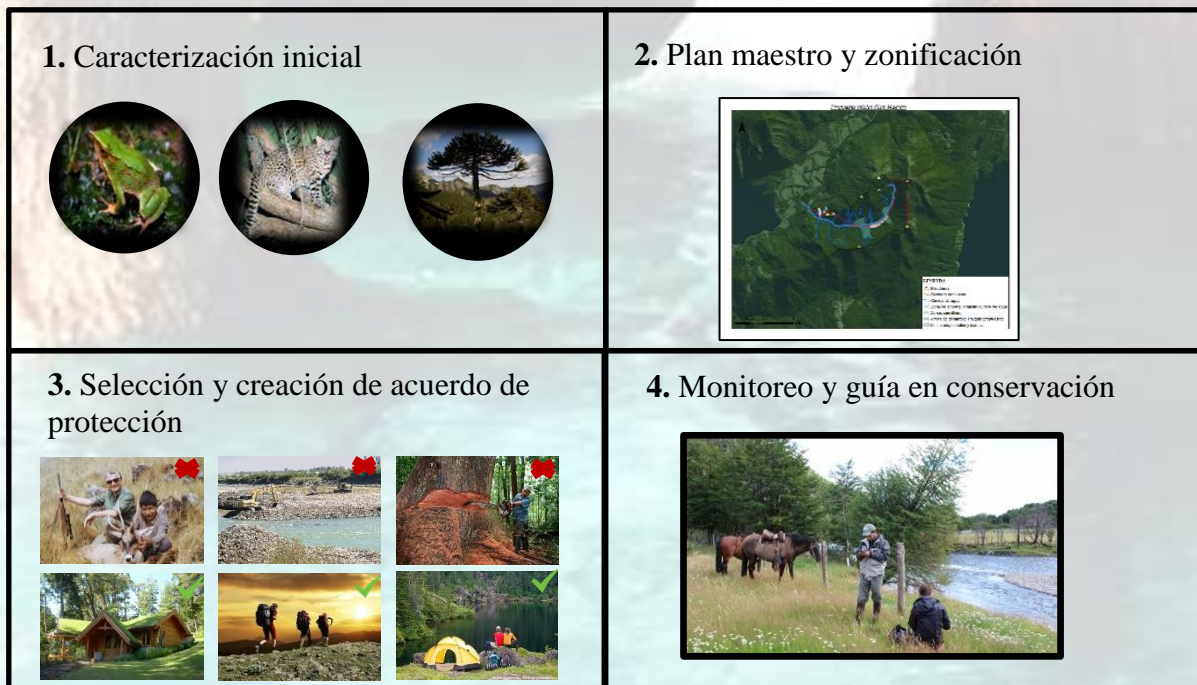 1. Caracterización inicial
2. Plan maestro y zonificación
LEYENDA
3. Selección y creación de acuerdo de
protección
4. Monitoreo y guía en conservación